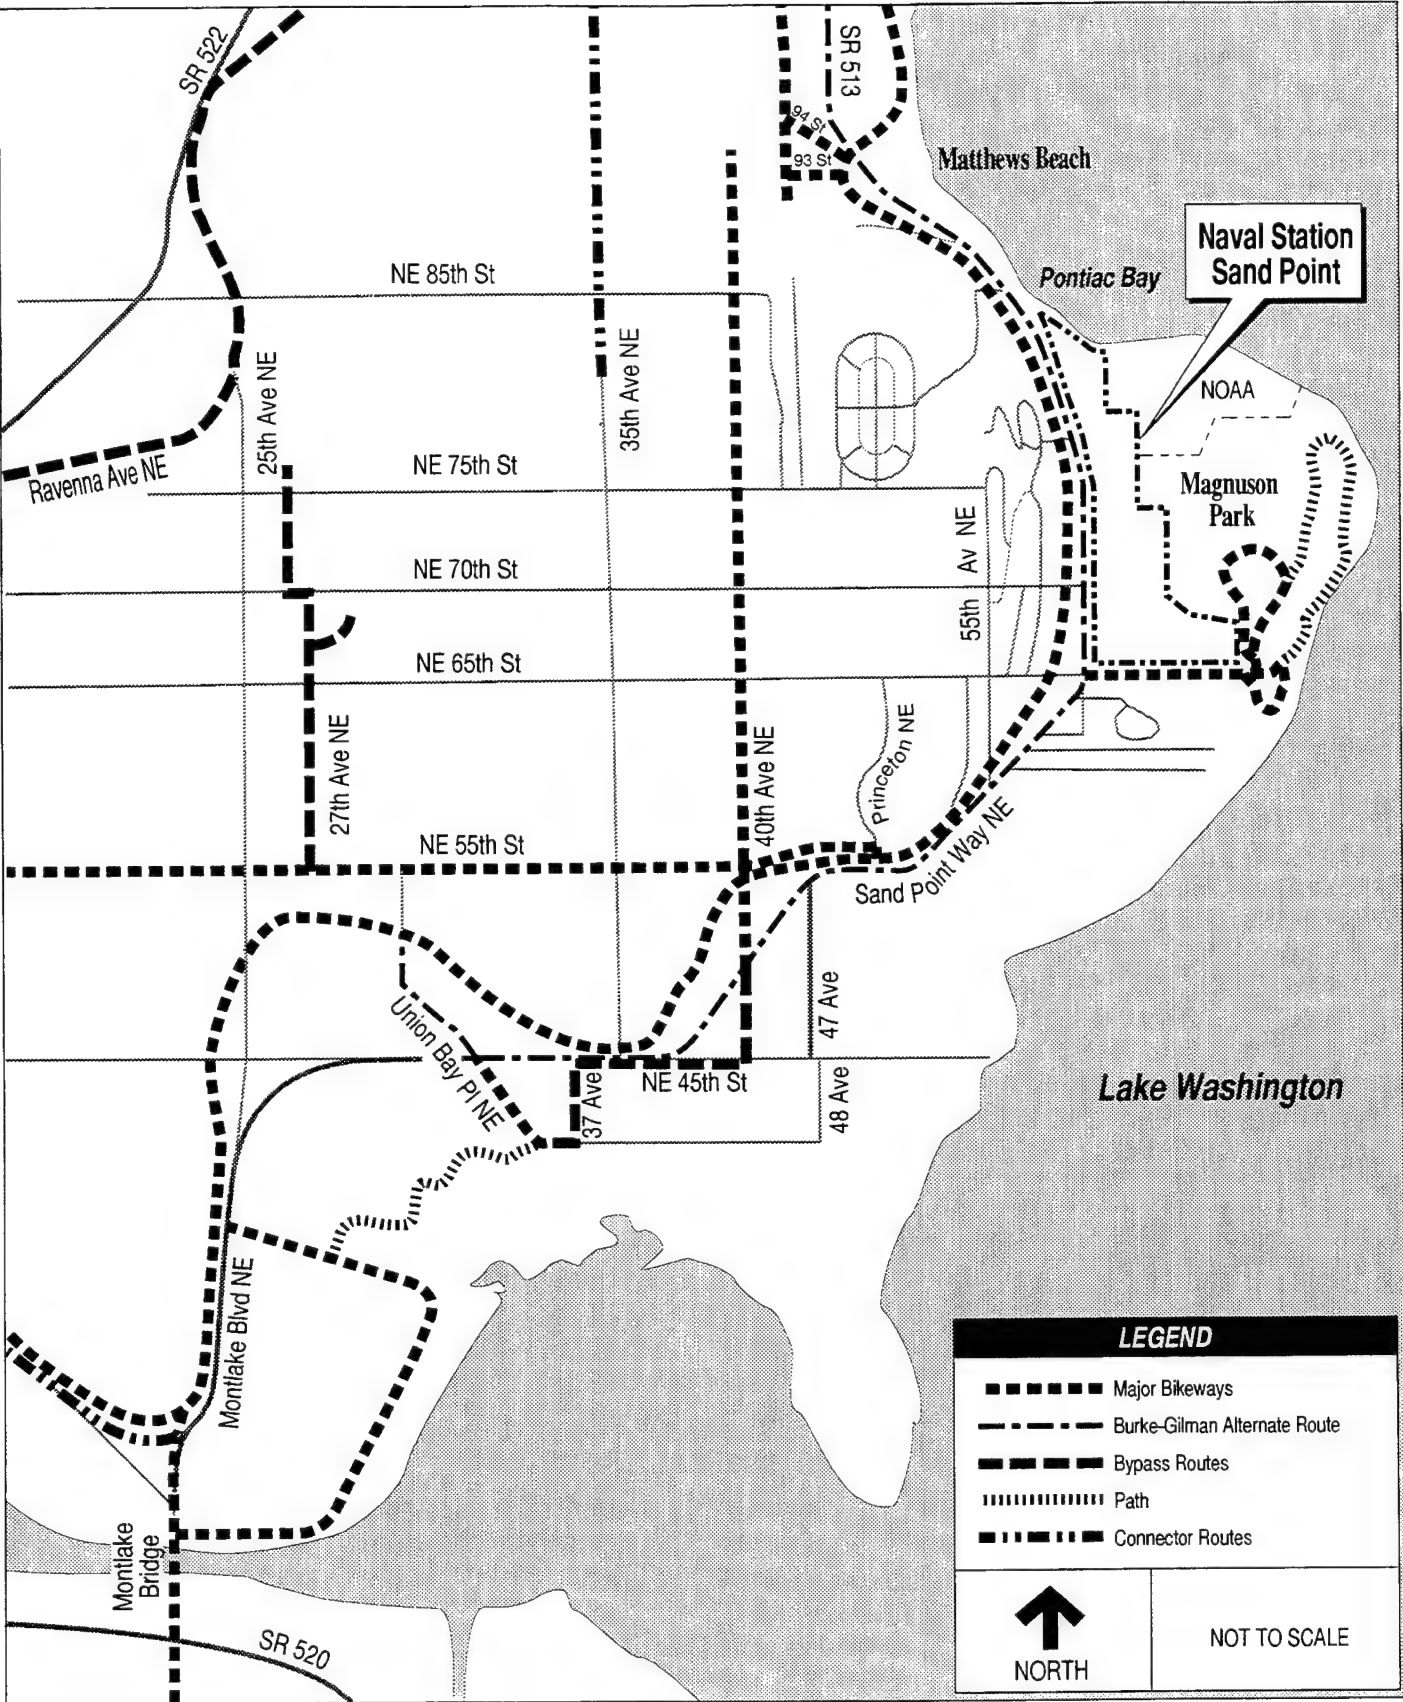 SR 522
SR 513
94 St
93 St
Matthews Beach
Naval Station
Sand Point
Pontiac Bay
NE 85th St
25th Ave NE
35th Ave NE
NOAA
Ravenna Ave NE
NE 75th St
Magnuson
Park
55th Av NE
NE 70th St
NE 65th St
27th Ave NE
40th Ave NE
Princeton NE
NE 55th St
Sand Point Way NE
47 Ave
Union Bay Pl NE
NE 45th St
37 Ave
48 Ave
Lake Washington
Montlake Blvd NE
LEGEND
Major Bikeways
Burke-Gilman Alternate Route
Bypass Routes
Path
Connector Routes
Montlake
Bridge
SR 520
NORTH
NOT TO SCALE